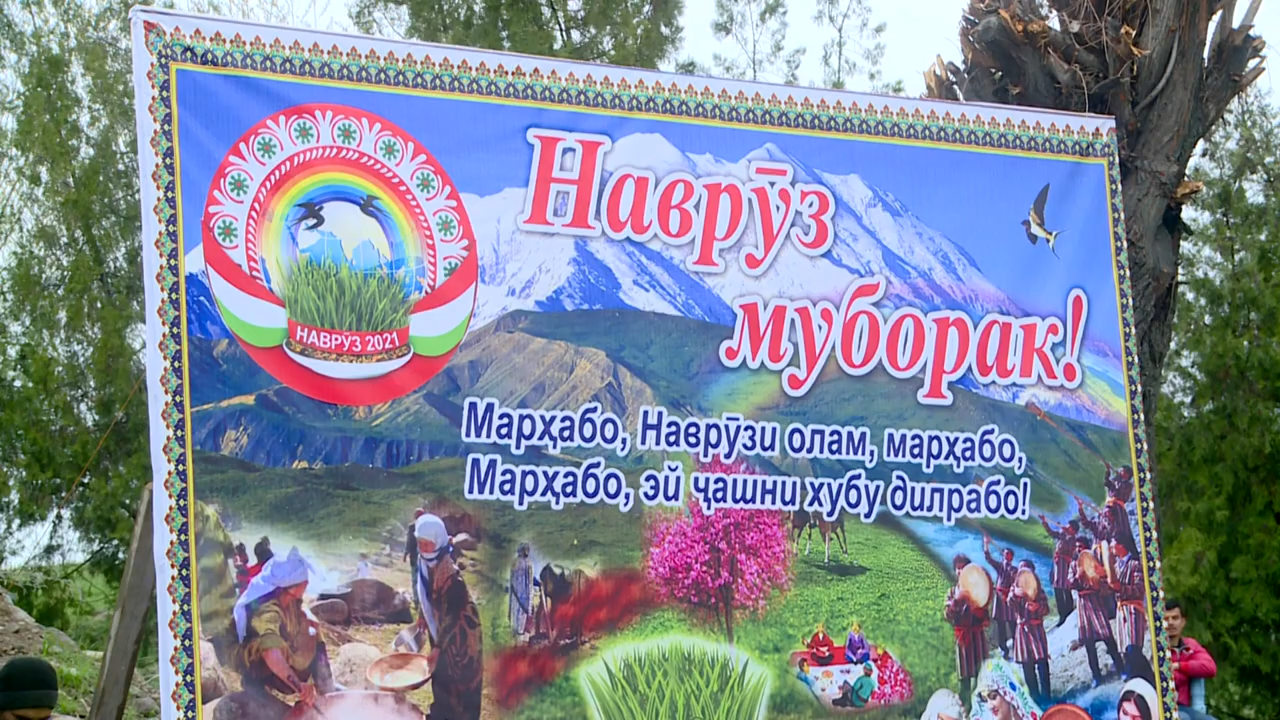 НАВРӮЗ 2021
Наврӯз
муборак!
Марҳабо, Наврӯзи олам, марҳабо,
Марҳабо, эй ҷашни хубу дилрабо!